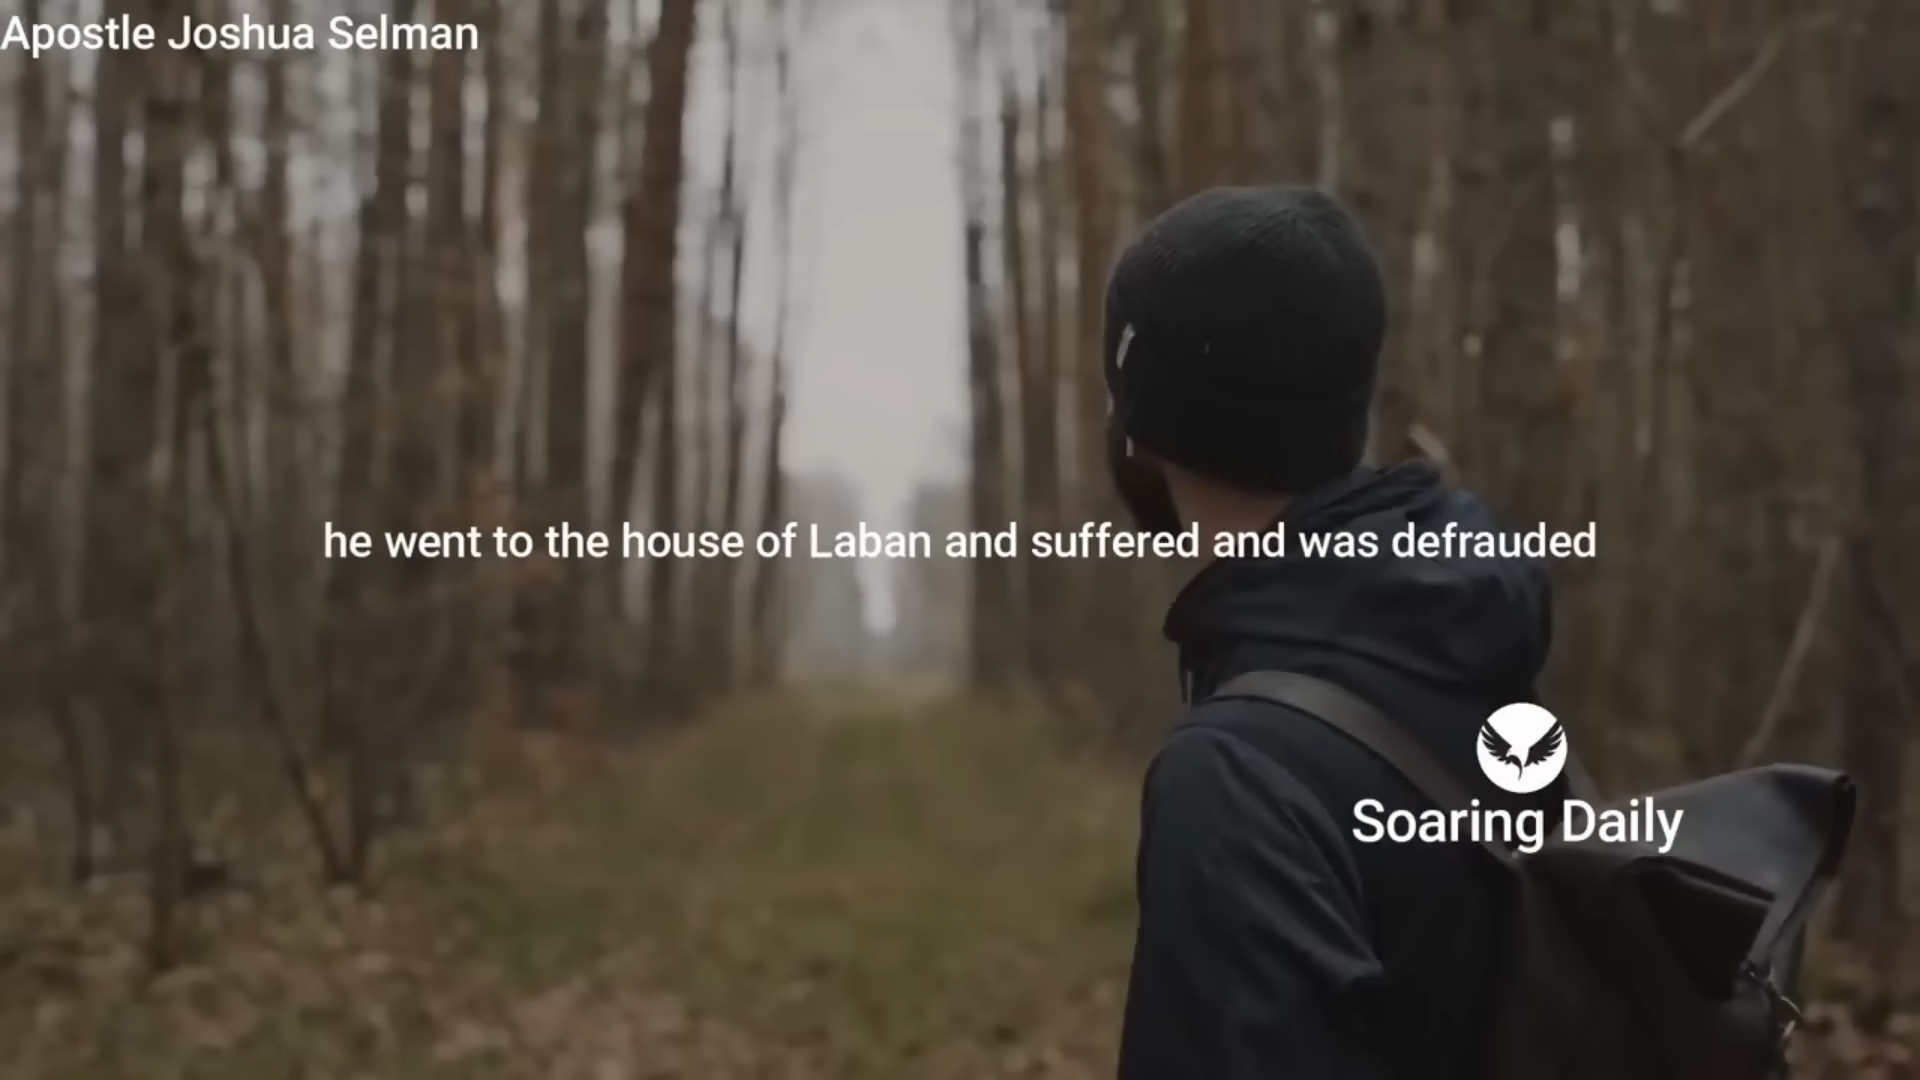 Apostle Joshua Selman
he went to the house of Laban and suffered and was defrauded
Soaring Daily